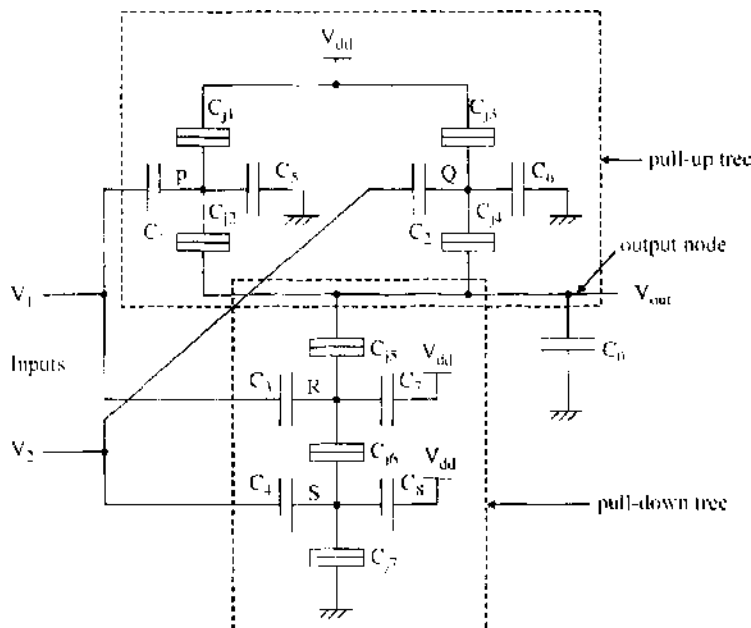 V_dd
C_j1
C_j3
P
C_5
Q
C_6
pull-up tree
C_j2
C_2
C_j4
output node
V_1
V_out
C_j5
V_dd
Inputs
C_3
R
C_7
C_0
V_2
C_j6
V_dd
C_4
S
C_8
pull-down tree
C_j7